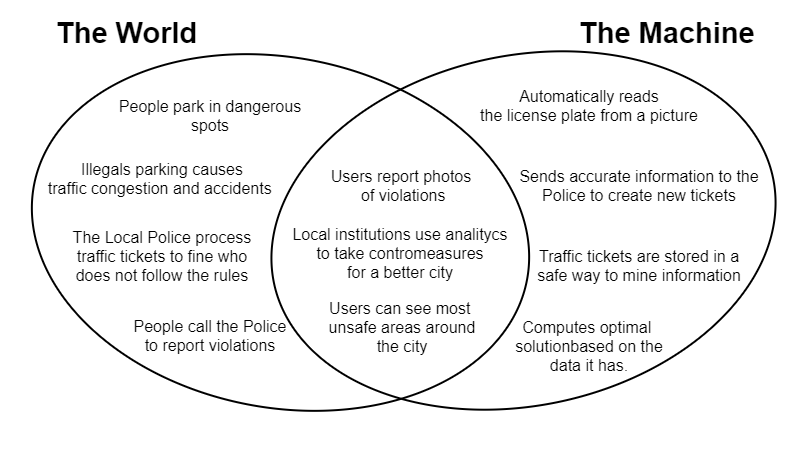 The World
The Machine
People park in dangerous
spots
Illegals parking causes
traffic congestion and accidents
The Local Police process
traffic tickets to fine who
does not follow the rules
People call the Police
to report violations
Users report photos
of violations
Local institutions use analitycs
to take contromeasures
for a better city
Users can see most
unsafe areas around
the city
Automatically reads
the license plate from a picture
Sends accurate information to the
Police to create new tickets
Traffic tickets are stored in a
safe way to mine information
Computes optimal
solutionbased on the
data it has.